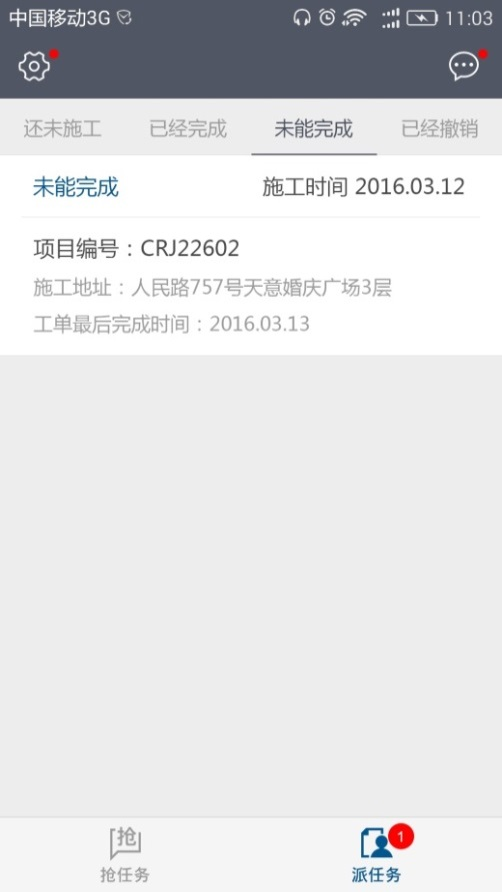 中国移动3G 11:03
还未施工 已经完成 未能完成 已经撤销
未能完成 施工时间 2016.03.12
项目编号：CRJ22602
施工地址：人民路757号天意婚庆广场3层
工单最后完成时间：2016.03.13
抢 1
抢任务 派任务